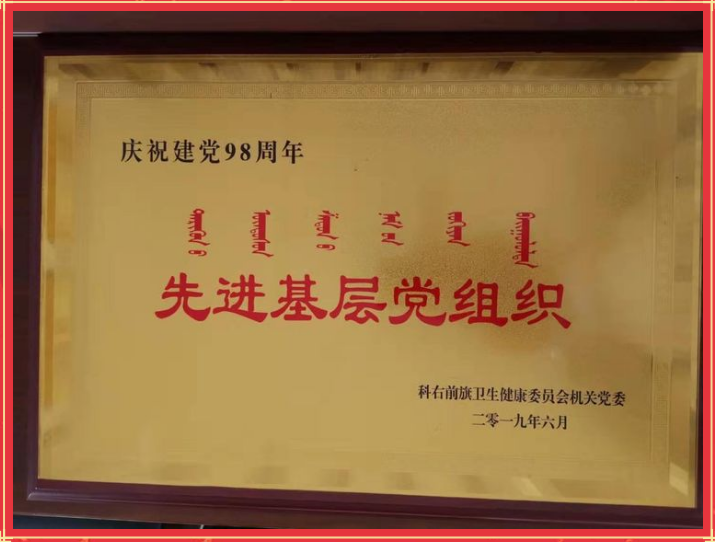 庆祝建党98周年
先进基层党组织
科右前旗卫生健康委员会机关党委
二零一九年六月